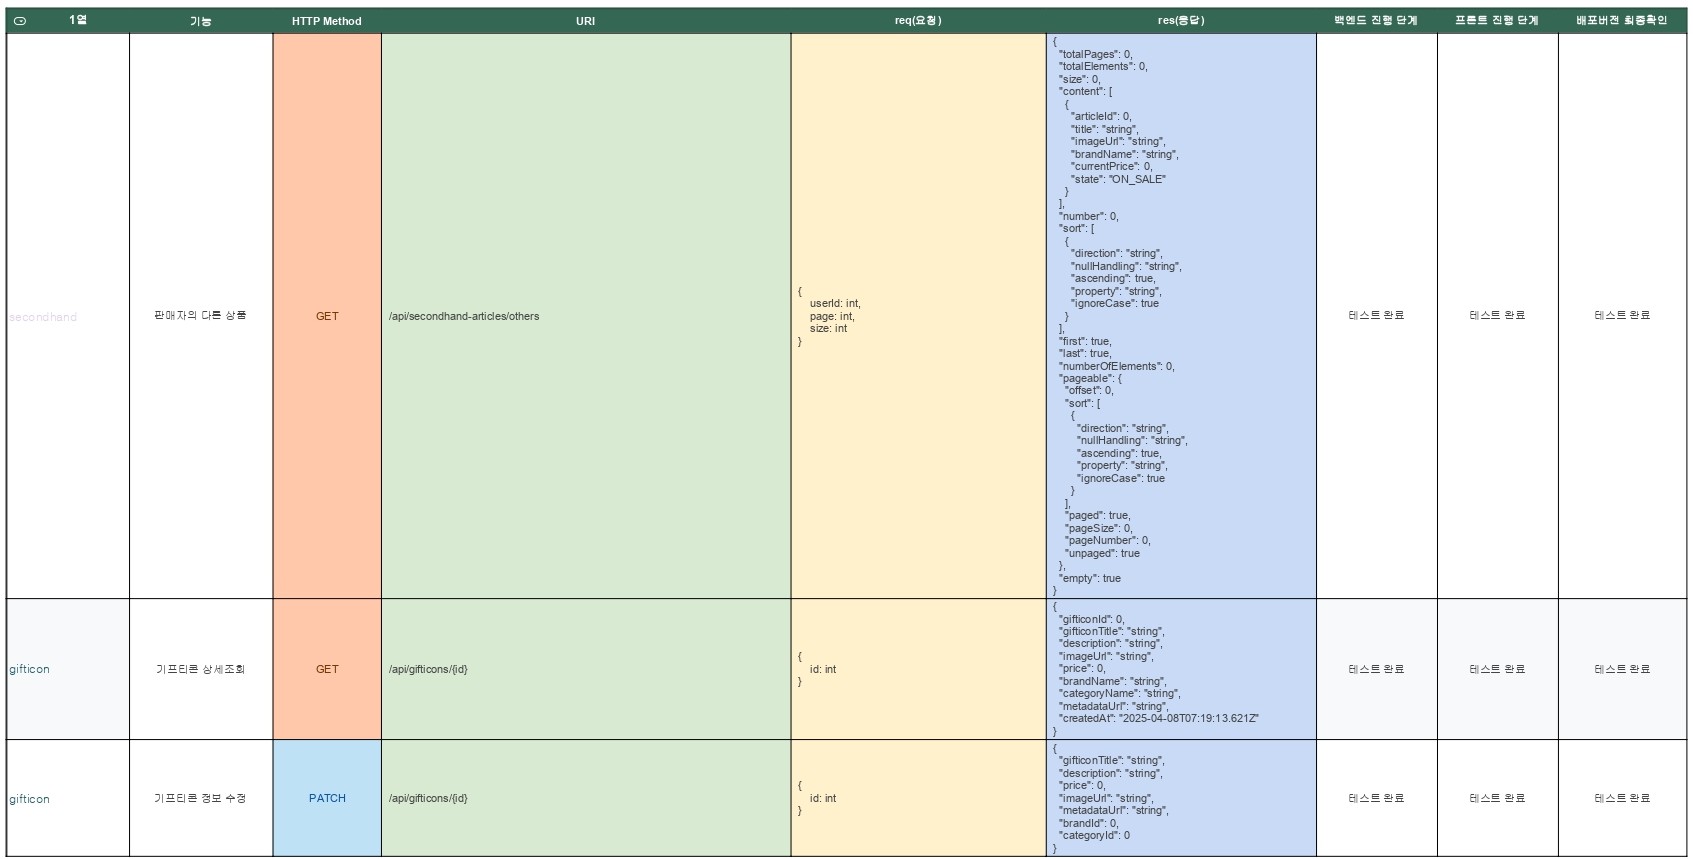 1열 기능 HTTP Method URI req(요청) res(응답) 백엔드 진행 단계 프론트 진행 단계 배포버전 최종확인
secondhand
판매자의 다른 상품
GET
/api/secondhand-articles/others
{
userId: int,
page: int,
size: int
}
{
"totalPages": 0,
"totalElements": 0,
"size": 0,
"content": [
{
"articleId": 0,
"title": "string",
"imageUrl": "string",
"brandName": "string",
"currentPrice": 0,
"state": "ON_SALE"
}
],
"number": 0,
"sort": [
{
"direction": "string",
"nullHandling": "string",
"ascending": true,
"property": "string",
"ignoreCase": true
}
],
"first": true,
"last": true,
"numberOfElements": 0,
"pageable": {
"offset": 0,
"sort": [
{
"direction": "string",
"nullHandling": "string",
"ascending": true,
"property": "string",
"ignoreCase": true
}
],
"paged": true,
"pageSize": 0,
"pageNumber": 0,
"unpaged": true
},
"empty": true
}
테스트 완료
테스트 완료
테스트 완료
gifticon
기프티콘 상세조회
GET
/api/gifticons/{id}
{
id: int
}
{
"gifticonId": 0,
"gifticonTitle": "string",
"description": "string",
"imageUrl": "string",
"price": 0,
"brandName": "string",
"categoryName": "string",
"metadataUrl": "string",
"createdAt": "2025-04-08T07:19:13.621Z"
}
테스트 완료
테스트 완료
테스트 완료
gifticon
기프티콘 정보 수정
PATCH
/api/gifticons/{id}
{
id: int
}
{
"gifticonTitle": "string",
"description": "string",
"price": 0,
"imageUrl": "string",
"metadataUrl": "string",
"brandId": 0,
"categoryId": 0
}
테스트 완료
테스트 완료
테스트 완료